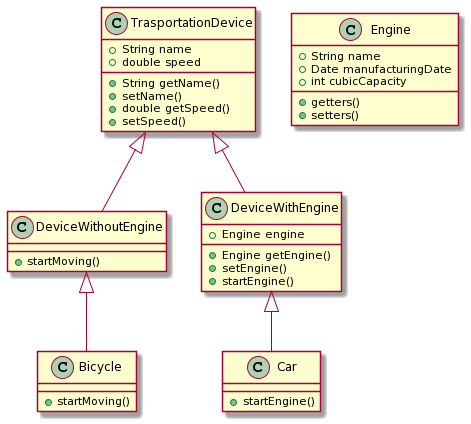 C TrasportationDevice
String name
double speed
String getName()
setName()
double getSpeed()
setSpeed()
C Engine
String name
Date manufacturingDate
int cubicCapacity
getters()
setters()
C DeviceWithoutEngine
startMoving()
C DeviceWithEngine
Engine engine
Engine getEngine()
setEngine()
startEngine()
C Bicycle
startMoving()
C Car
startEngine()